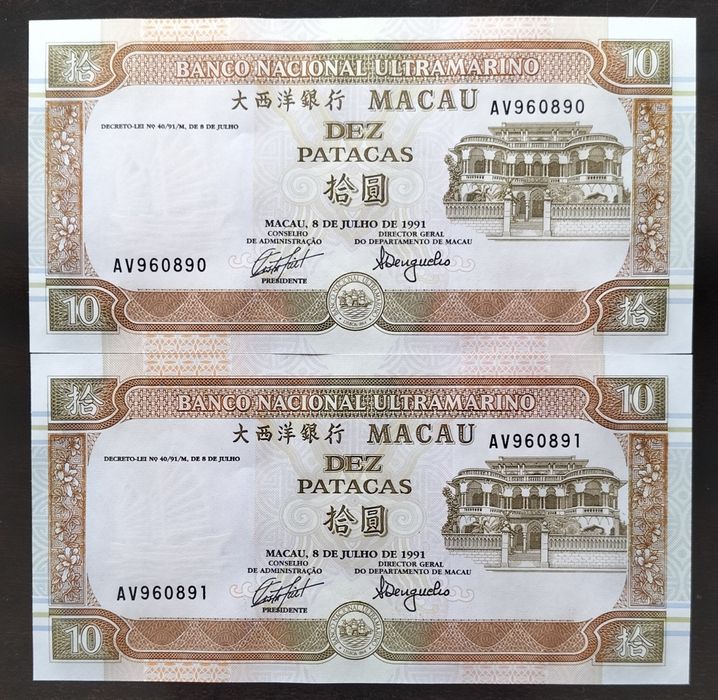 拾 BANCO NACIONAL ULTRAMARINO 10
大西洋銀行 MACAU AV960890
DECRETO-LEI Nº 40/91/M, DE 8 DE JULHO
DEZ
PATACAS
拾圓
MACAU, 8 DE JULHO DE 1991
CONSELHO DIRECTOR GERAL
DE ADMINISTRAÇÃO DO DEPARTAMENTO DE MACAU
AV960890
PRESIDENTE
10 拾
拾 BANCO NACIONAL ULTRAMARINO 10
大西洋銀行 MACAU AV960891
DECRETO-LEI Nº 40/91/M, DE 8 DE JULHO
DEZ
PATACAS
拾圓
MACAU, 8 DE JULHO DE 1991
CONSELHO DIRECTOR GERAL
DE ADMINISTRAÇÃO DO DEPARTAMENTO DE MACAU
AV960891
PRESIDENTE
10 拾